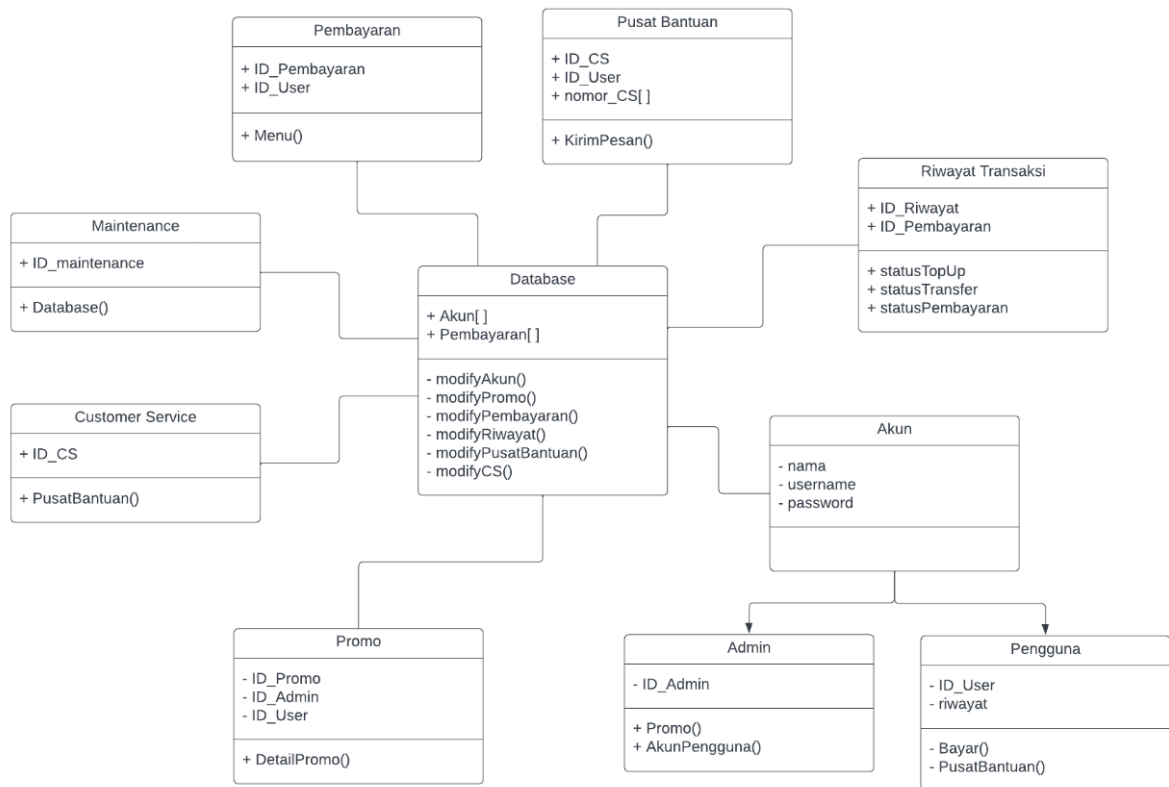 Pembayaran
+ ID_Pembayaran
+ ID_User
+ Menu()
Pusat Bantuan
+ ID_CS
+ ID_User
+ nomor_CS[ ]
+ KirimPesan()
Riwayat Transaksi
+ ID_Riwayat
+ ID_Pembayaran
+ statusTopUp
+ statusTransfer
+ statusPembayaran
Maintenance
+ ID_maintenance
+ Database()
Database
+ Akun[ ]
+ Pembayaran[ ]
- modifyAkun()
- modifyPromo()
- modifyPembayaran()
- modifyRiwayat()
- modifyPusatBantuan()
- modifyCS()
Customer Service
+ ID_CS
+ PusatBantuan()
Akun
- nama
- username
- password
Promo
- ID_Promo
- ID_Admin
- ID_User
+ DetailPromo()
Admin
- ID_Admin
+ Promo()
+ AkunPengguna()
Pengguna
- ID_User
- riwayat
- Bayar()
- PusatBantuan()